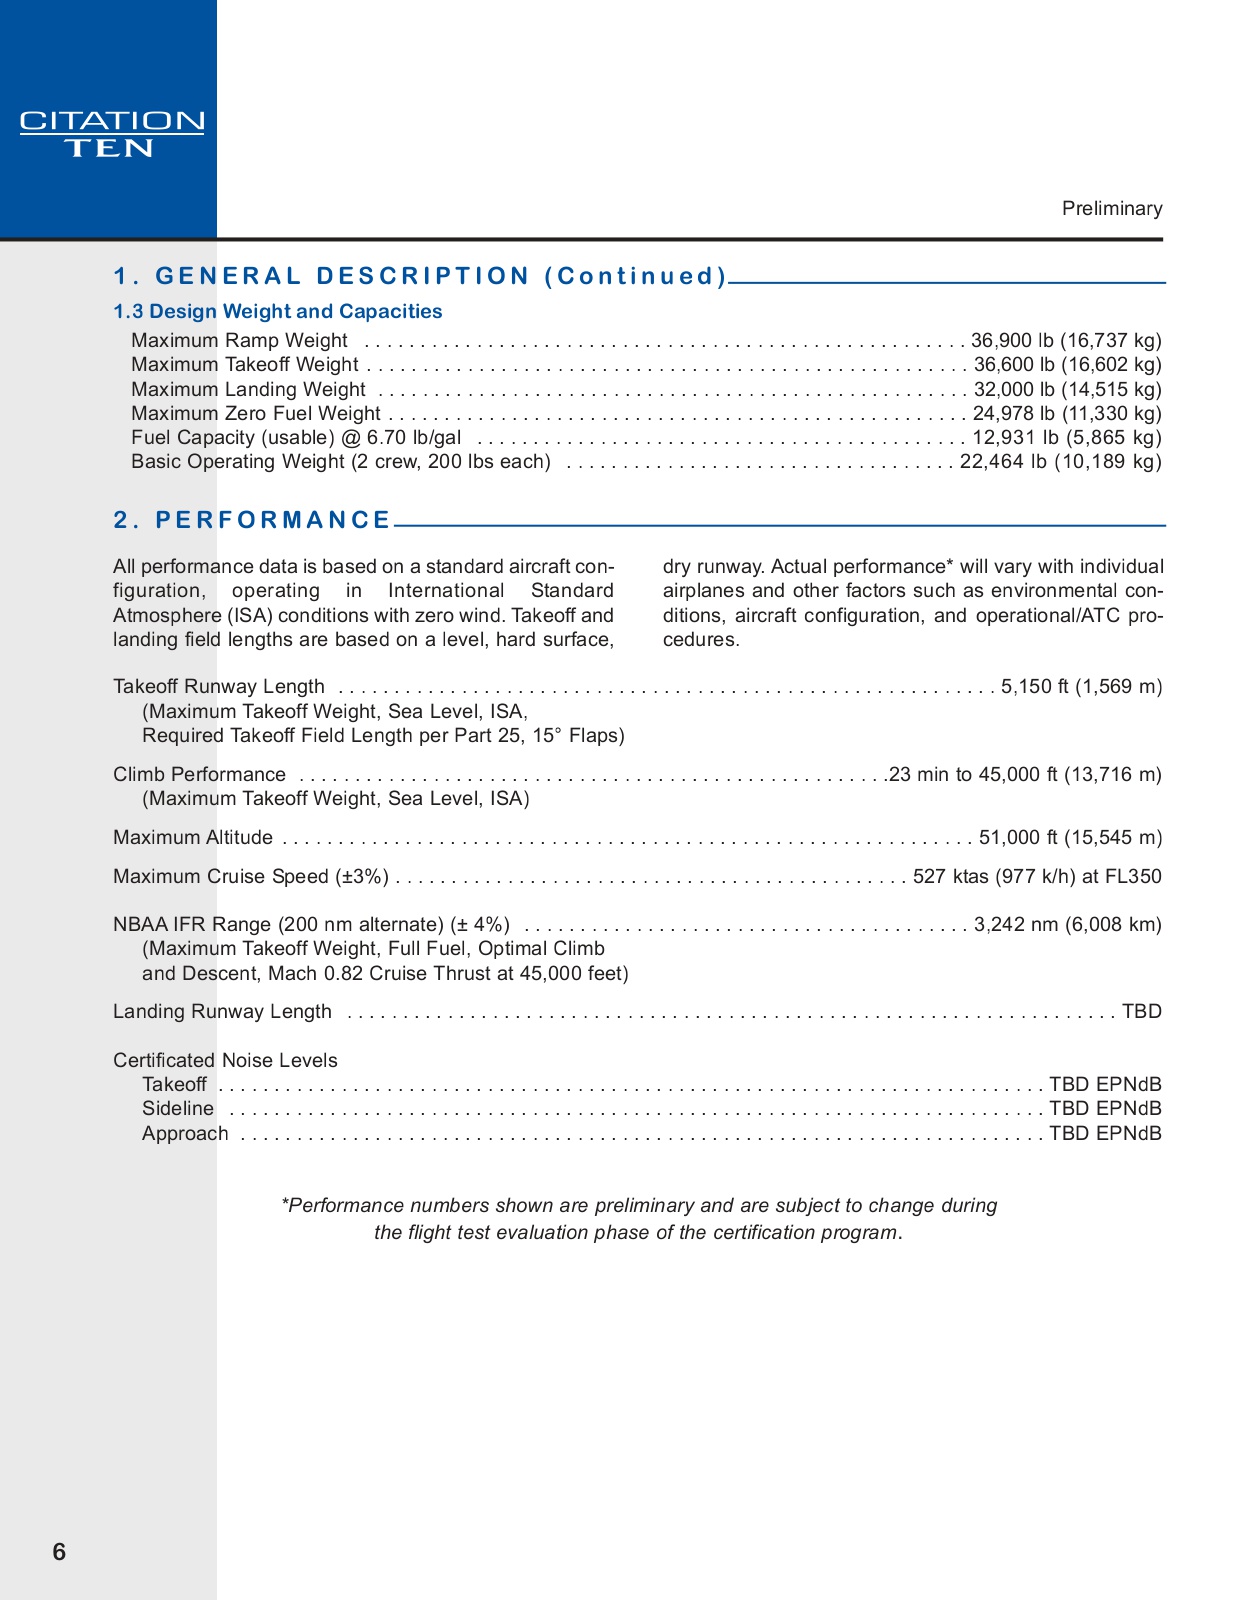 CITATION
TEN
Preliminary
1. GENERAL DESCRIPTION (Continued)
1.3 Design Weight and Capacities
Maximum Ramp Weight . . . . . . . . . . . . . . . . . . . . . . . . . . . . . . . . . . . . . . . . . . . . . . . . . . . . . . 36,900 lb (16,737 kg)
Maximum Takeoff Weight . . . . . . . . . . . . . . . . . . . . . . . . . . . . . . . . . . . . . . . . . . . . . . . . . . . . . . 36,600 lb (16,602 kg)
Maximum Landing Weight . . . . . . . . . . . . . . . . . . . . . . . . . . . . . . . . . . . . . . . . . . . . . . . . . . . . . 32,000 lb (14,515 kg)
Maximum Zero Fuel Weight . . . . . . . . . . . . . . . . . . . . . . . . . . . . . . . . . . . . . . . . . . . . . . . . . . . . 24,978 lb (11,330 kg)
Fuel Capacity (usable) @ 6.70 lb/gal . . . . . . . . . . . . . . . . . . . . . . . . . . . . . . . . . . . . . . . . . . . . 12,931 lb (5,865 kg)
Basic Operating Weight (2 crew, 200 lbs each) . . . . . . . . . . . . . . . . . . . . . . . . . . . . . . . . . . . 22,464 lb (10,189 kg)
2. PERFORMANCE
All performance data is based on a standard aircraft con-
figuration, operating in International Standard
Atmosphere (ISA) conditions with zero wind. Takeoff and
landing field lengths are based on a level, hard surface,
dry runway. Actual performance* will vary with individual
airplanes and other factors such as environmental con-
ditions, aircraft configuration, and operational/ATC pro-
cedures.
Takeoff Runway Length . . . . . . . . . . . . . . . . . . . . . . . . . . . . . . . . . . . . . . . . . . . . . . . . . . . . . . . . . . . 5,150 ft (1,569 m)
(Maximum Takeoff Weight, Sea Level, ISA,
Required Takeoff Field Length per Part 25, 15° Flaps)
Climb Performance . . . . . . . . . . . . . . . . . . . . . . . . . . . . . . . . . . . . . . . . . . . . . . . . . . . . .23 min to 45,000 ft (13,716 m)
(Maximum Takeoff Weight, Sea Level, ISA)
Maximum Altitude . . . . . . . . . . . . . . . . . . . . . . . . . . . . . . . . . . . . . . . . . . . . . . . . . . . . . . . . . . . . . . 51,000 ft (15,545 m)
Maximum Cruise Speed (±3%) . . . . . . . . . . . . . . . . . . . . . . . . . . . . . . . . . . . . . . . . . . . . . . 527 ktas (977 k/h) at FL350
NBAA IFR Range (200 nm alternate) (± 4%) . . . . . . . . . . . . . . . . . . . . . . . . . . . . . . . . . . . . . . . . 3,242 nm (6,008 km)
(Maximum Takeoff Weight, Full Fuel, Optimal Climb
and Descent, Mach 0.82 Cruise Thrust at 45,000 feet)
Landing Runway Length . . . . . . . . . . . . . . . . . . . . . . . . . . . . . . . . . . . . . . . . . . . . . . . . . . . . . . . . . . . . . . . . . . . . . TBD
Certificated Noise Levels
Takeoff . . . . . . . . . . . . . . . . . . . . . . . . . . . . . . . . . . . . . . . . . . . . . . . . . . . . . . . . . . . . . . . . . . . . . . . . . . TBD EPNdB
Sideline . . . . . . . . . . . . . . . . . . . . . . . . . . . . . . . . . . . . . . . . . . . . . . . . . . . . . . . . . . . . . . . . . . . . . . . . . TBD EPNdB
Approach . . . . . . . . . . . . . . . . . . . . . . . . . . . . . . . . . . . . . . . . . . . . . . . . . . . . . . . . . . . . . . . . . . . . . . . . TBD EPNdB
*Performance numbers shown are preliminary and are subject to change during
the flight test evaluation phase of the certification program.
6